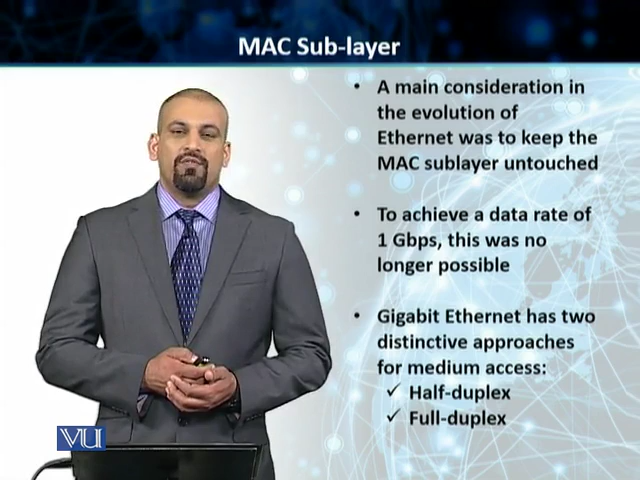 MAC Sub-layer
• A main consideration in
the evolution of
Ethernet was to keep the
MAC sublayer untouched
• To achieve a data rate of
1 Gbps, this was no
longer possible
• Gigabit Ethernet has two
distinctive approaches
for medium access:
✓ Half-duplex
✓ Full-duplex
VU